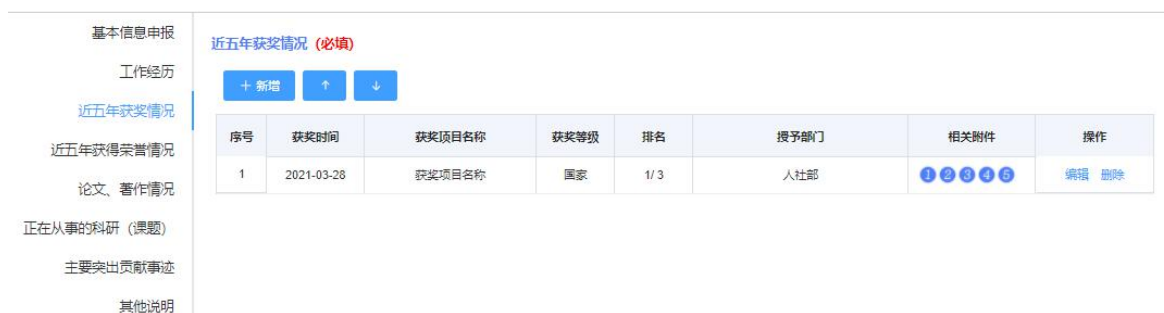 基本信息申报
工作经历
近五年获奖情况
近五年获得荣誉情况
论文、著作情况
正在从事的科研（课题）
主要突出贡献事迹
其他说明
近五年获奖情况 (必填)
＋ 新增 ↑ ↓
序号 获奖时间 获奖项目名称 获奖等级 排名 授予部门 相关附件 操作
1 2021-03-28 获奖项目名称 国家 1/ 3 人社部 1 2 3 4 5 编辑 删除